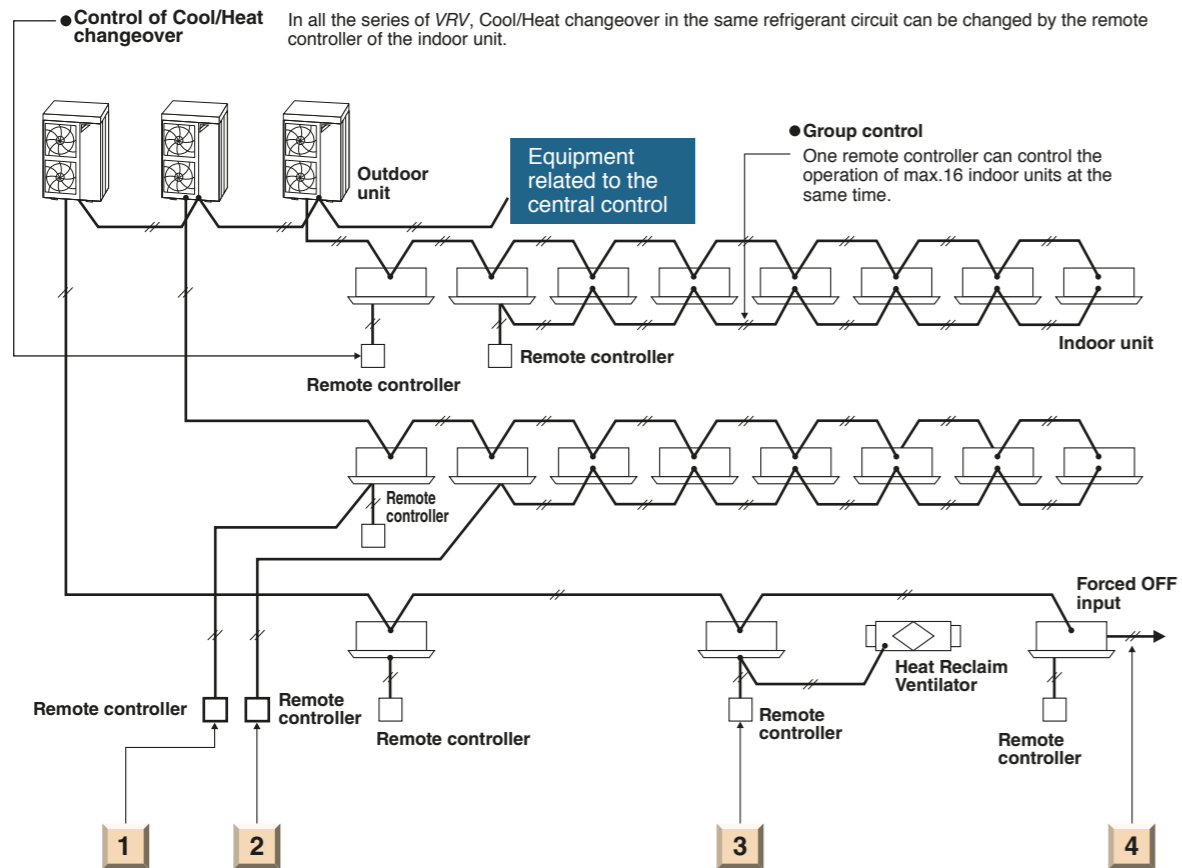 ● Control of Cool/Heat
changeover
In all the series of VRV, Cool/Heat changeover in the same refrigerant circuit can be changed by the remote
controller of the indoor unit.
Outdoor
unit
Equipment
related to the
central control
● Group control
One remote controller can control the
operation of max.16 indoor units at the
same time.
Remote controller
Indoor unit
Remote controller
Remote
controller
Forced OFF
input
Heat Reclaim
Ventilator
Remote controller
Remote
controller
Remote controller
Remote
controller
Remote
controller
1
2
3
4